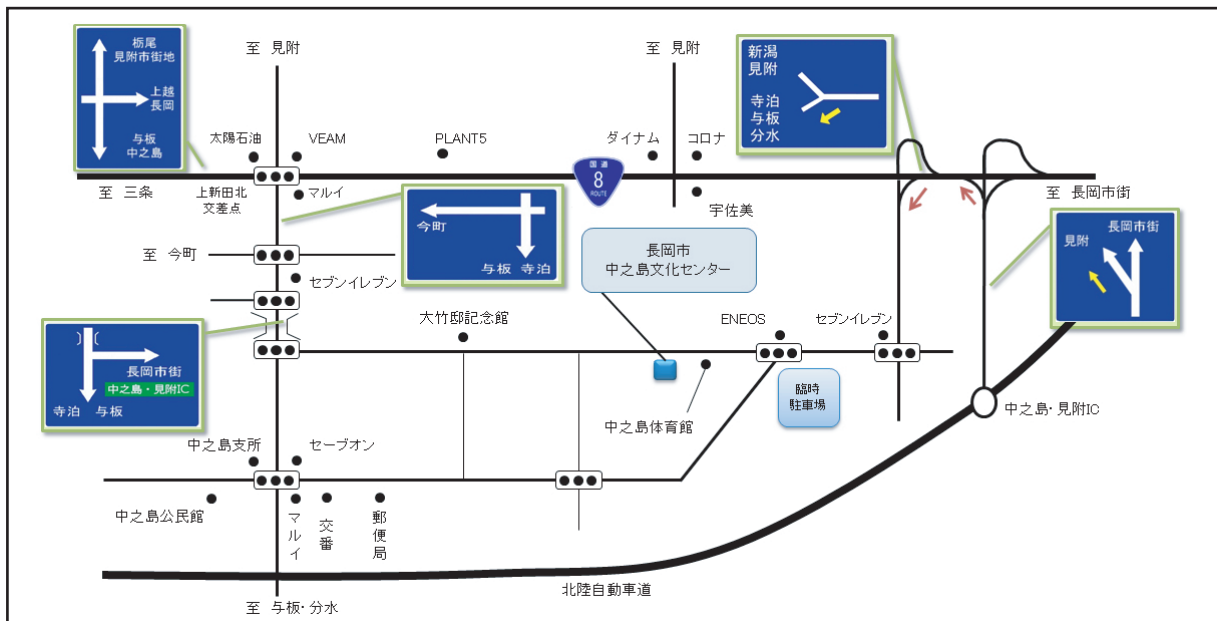 栃尾
見附市街地
上越
長岡
与板
中之島
至 見附
至 見附
新潟
見附
寺泊
与板
分水
太陽石油
VEAM
PLANT5
ダイナム
コロナ
国道
8
ROUTE
至 三条
上新田北
交差点
マルイ
宇佐美
至 長岡市街
今町
与板 寺泊
長岡市街
見附
至 今町
長岡市
中之島文化センター
セブンイレブン
大竹邸記念館
ENEOS
セブンイレブン
長岡市街
中之島・見附IC
寺泊 与板
臨時
駐車場
中之島・見附IC
中之島体育館
中之島支所
セーブオン
中之島公民館
マルイ
交番
郵便局
北陸自動車道
至 与板・分水